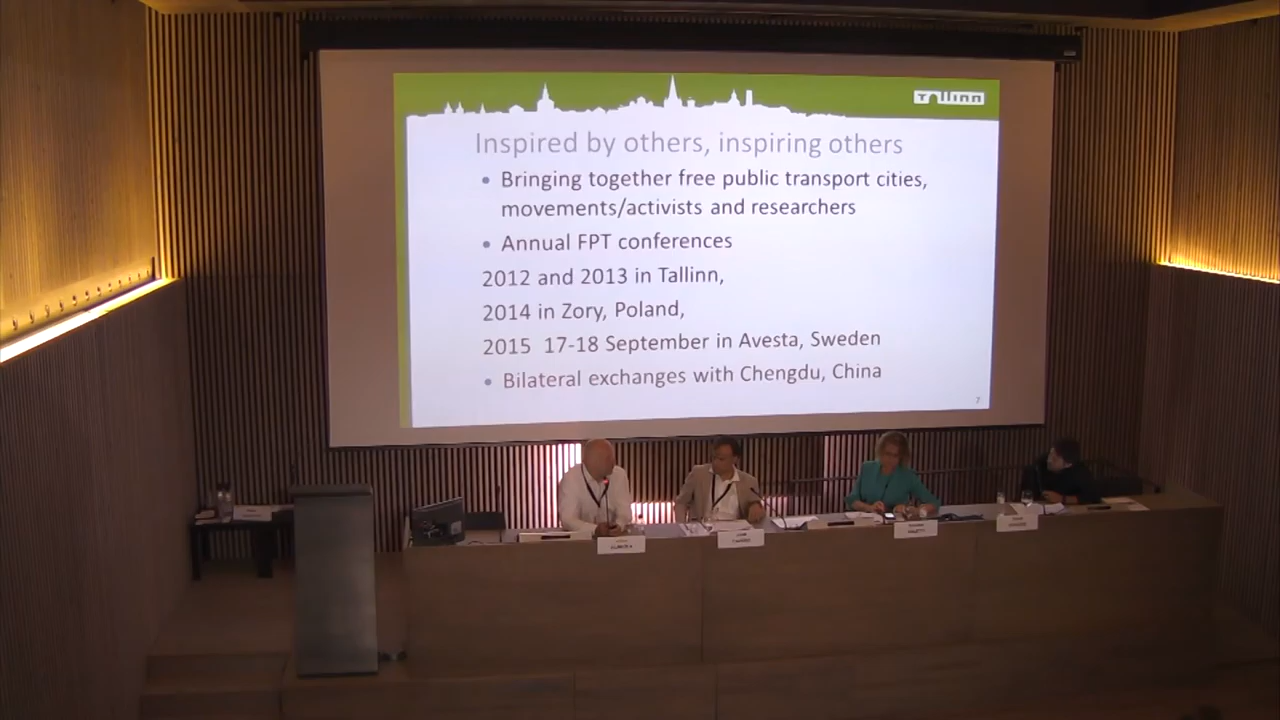 Tallinn
Inspired by others, inspiring others
• Bringing together free public transport cities,
movements/activists and researchers
• Annual FPT conferences
2012 and 2013 in Tallinn,
2014 in Zory, Poland,
2015 17-18 September in Avesta, Sweden
• Bilateral exchanges with Chengdu, China
7